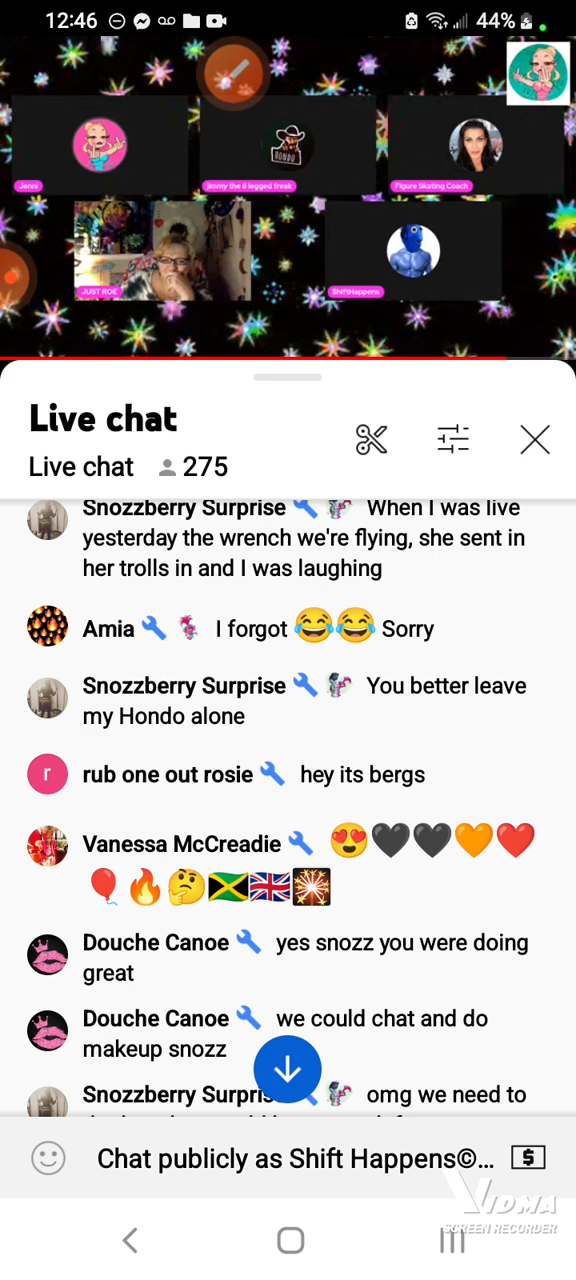 12:46
44%
HONDO
Jenni
jimmy the 8 legged freak
Figure Skating Coach
JUST ROE
ShiftHappens
Live chat
Live chat 275
Snozzberry Surprise 🔧 When I was live
yesterday the wrench we're flying, she sent in
her trolls in and I was laughing
Amia 🔧 I forgot 😂😂 Sorry
Snozzberry Surprise 🔧 You better leave
my Hondo alone
r
rub one out rosie 🔧 hey its bergs
Vanessa McCreadie 🔧 😍🖤🖤🧡❤️
🎈🔥🤔🇯🇲🇬🇧🎇
Douche Canoe 🔧 yes snozz you were doing
great
Douche Canoe 🔧 we could chat and do
makeup snozz
Snozzberry Surpris omg we need to
Chat publicly as Shift Happens©...
$
VIDMA
SCREEN RECORDER